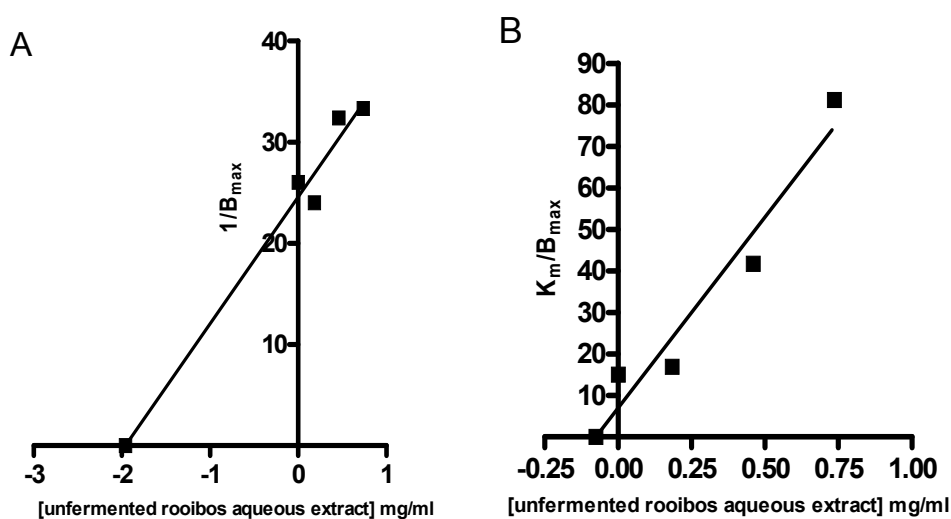 A
40
30
20
10
1/Bmax
-3 -2 -1 0 1
[unfermented rooibos aqueous extract] mg/ml
B
90
80
70
60
50
40
30
20
10
Km/Bmax
-0.25 0.00 0.25 0.50 0.75 1.00
[unfermented rooibos aqueous extract] mg/ml